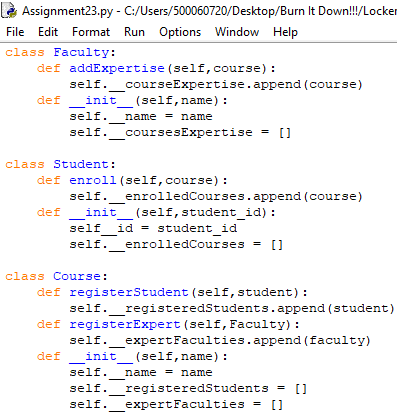 Assignment23.py - C:/Users/500060720/Desktop/Burn It Down!!!/Locker
File Edit Format Run Options Window Help
class Faculty:
    def addExpertise(self,course):
        self.__courseExpertise.append(course)
    def __init__(self,name):
        self.__name = name
        self.__coursesExpertise = []

class Student:
    def enroll(self,course):
        self.__enrolledCourses.append(course)
    def __init__(self,student_id):
        self__id = student_id
        self.__enrolledCourses = []

class Course:
    def registerStudent(self,student):
        self.__registeredStudents.append(student)
    def registerExpert(self,Faculty):
        self.__expertFaculties.append(faculty)
    def __init__(self,name):
        self.__name = name
        self.__registeredStudents = []
        self.__expertFaculties = []